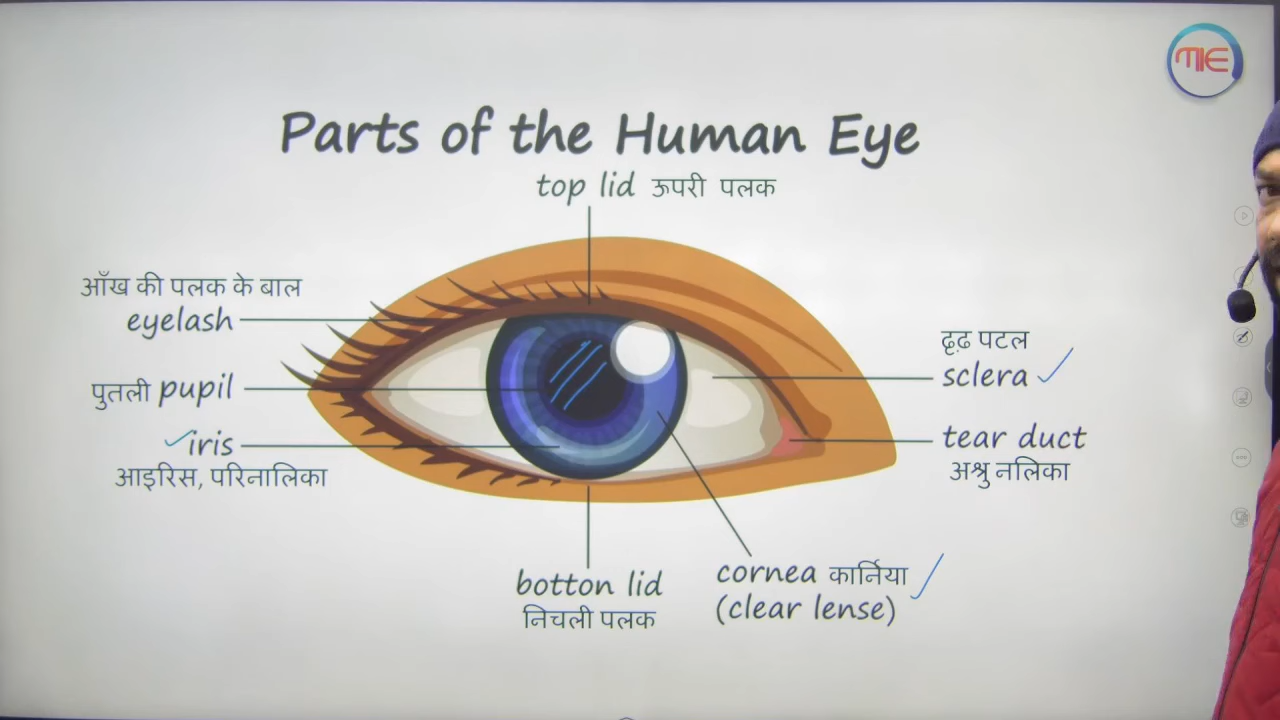 MIE
Parts of the Human Eye
top lid ऊपरी पलक
आँख की पलक के बाल
eyelash
पुतली pupil
iris
आइरिस, परिनालिका
दृढ़ पटल
sclera
tear duct
अश्रु नलिका
botton lid
निचली पलक
cornea कार्निया
(clear lense)